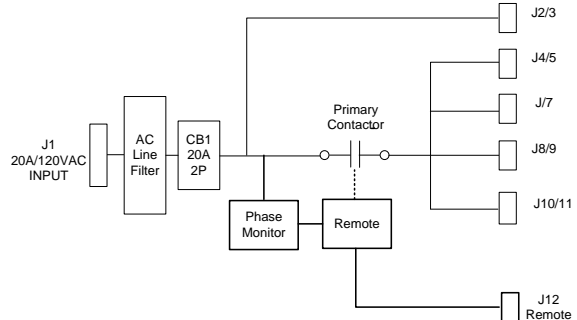 J2/3
J4/5
Primary
Contactor
J/7
J1
20A/120VAC
INPUT
AC
Line
Filter
CB1
20A
2P
J8/9
Phase
Monitor
Remote
J10/11
J12
Remote